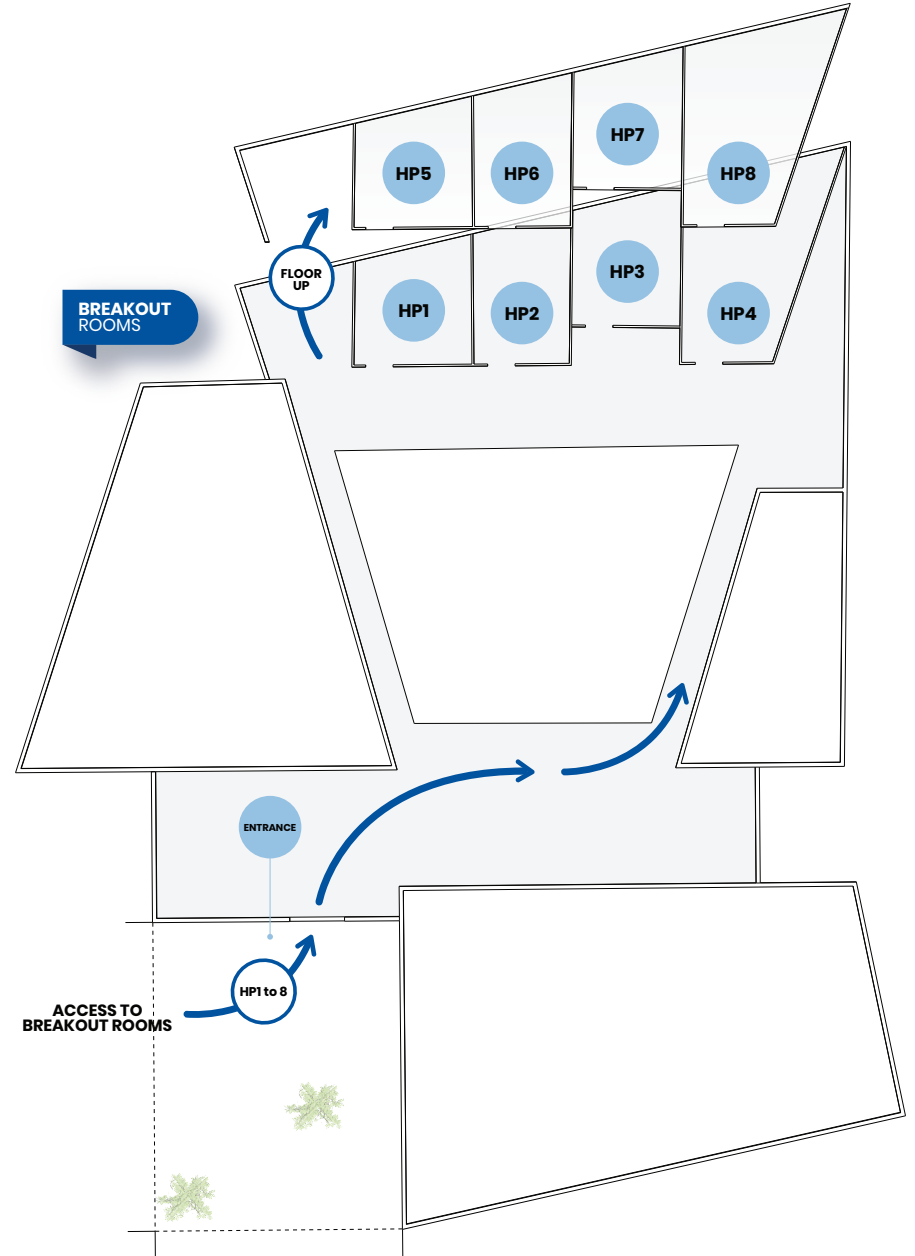 HP7
HP5
HP6
HP8
FLOOR
UP
HP3
HP1
HP2
HP4
BREAKOUT
ROOMS
ENTRANCE
HP1 to 8
ACCESS TO
BREAKOUT ROOMS